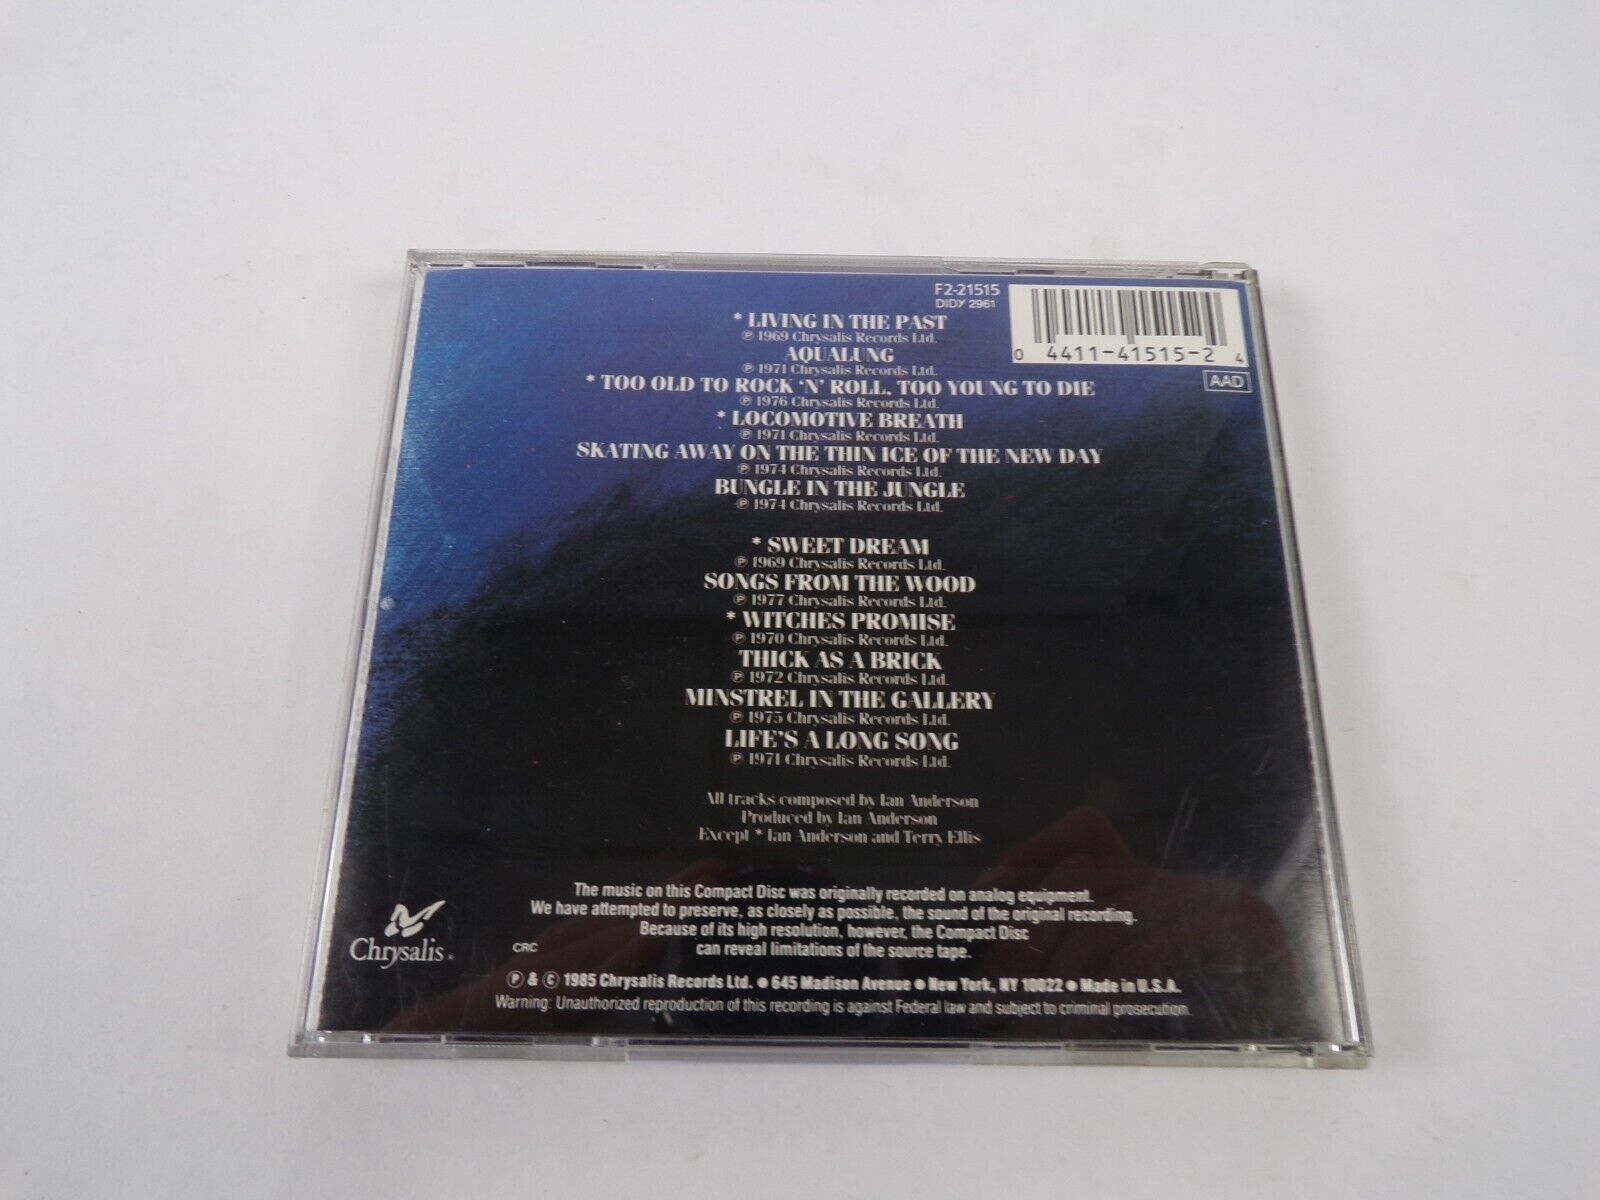 F2-21515
DIDY 2961
* LIVING IN THE PAST
℗ 1969 Chrysalis Records Ltd.
AQUALUNG
℗ 1971 Chrysalis Records Ltd.
* TOO OLD TO ROCK 'N' ROLL, TOO YOUNG TO DIE
℗ 1976 Chrysalis Records Ltd.
* LOCOMOTIVE BREATH
℗ 1971 Chrysalis Records Ltd.
SKATING AWAY ON THE THIN ICE OF THE NEW DAY
℗ 1974 Chrysalis Records Ltd.
BUNGLE IN THE JUNGLE
℗ 1974 Chrysalis Records Ltd.
0 4411-41515-2 4
AAD
* SWEET DREAM
℗ 1969 Chrysalis Records Ltd.
SONGS FROM THE WOOD
℗ 1977 Chrysalis Records Ltd.
* WITCHES PROMISE
℗ 1970 Chrysalis Records Ltd.
THICK AS A BRICK
℗ 1972 Chrysalis Records Ltd.
MINSTREL IN THE GALLERY
℗ 1975 Chrysalis Records Ltd.
LIFE'S A LONG SONG
℗ 1971 Chrysalis Records Ltd.
All tracks composed by Ian Anderson
Produced by Ian Anderson
Except * Ian Anderson and Terry Ellis
The music on this Compact Disc was originally recorded on analog equipment.
We have attempted to preserve, as closely as possible, the sound of the original recording.
Because of its high resolution, however, the Compact Disc
can reveal limitations of the source tape.
Chrysalis
CRC
℗ & © 1985 Chrysalis Records Ltd. ● 645 Madison Avenue ● New York, NY 10022 ● Made in U.S.A.
Warning: Unauthorized reproduction of this recording is against Federal law and subject to criminal prosecution.